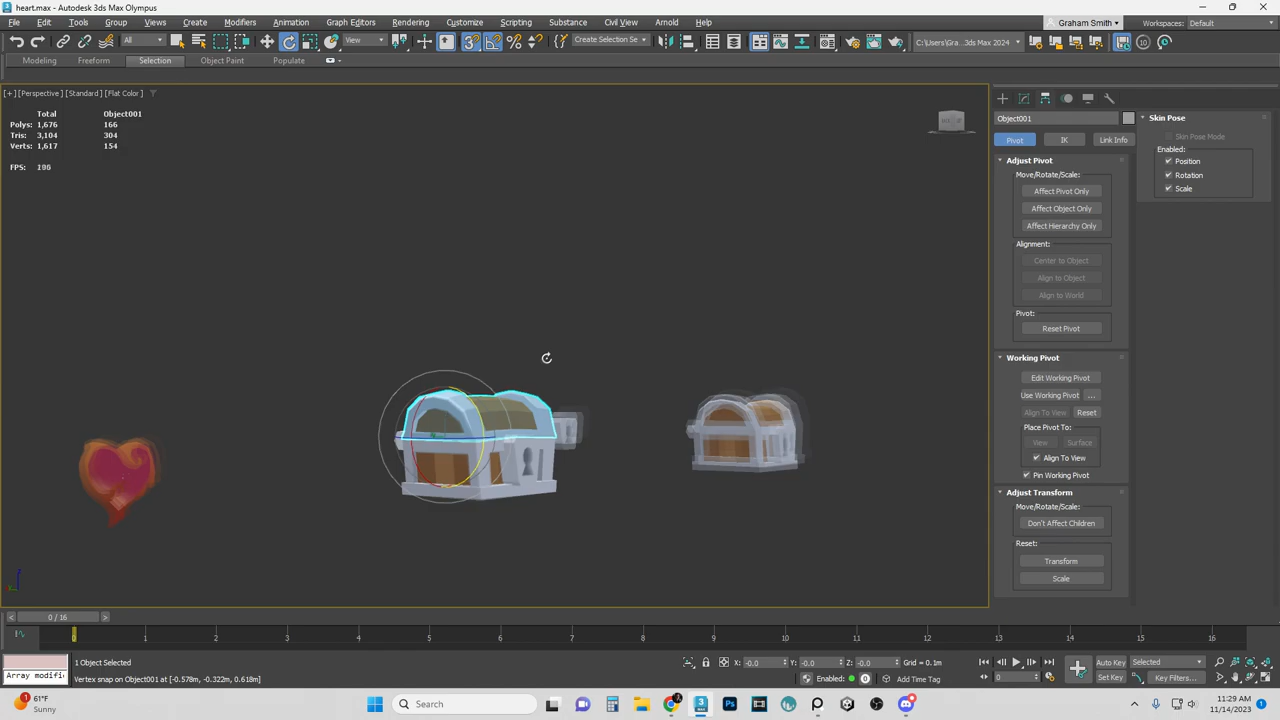 heart.max - Autodesk 3ds Max Olympus
File Edit Tools Group Views Create Modifiers Animation Graph Editors Rendering Customize Scripting Substance Civil View Arnold Help
Graham Smith Workspaces: Default
All View Create Selection Se C:\Users\Gra...3ds Max 2024
Modeling Freeform Selection Object Paint Populate
[+] [Perspective] [Standard] [Flat Color]
Total Object001
Polys: 1,676 166
Tris: 3,104 304
Verts: 1,617 154
FPS:
Object001
Pivot IK Link Info
Adjust Pivot
Move/Rotate/Scale:
Affect Pivot Only
Affect Object Only
Affect Hierarchy Only
Alignment:
Center to Object
Align to Object
Align to World
Pivot:
Reset Pivot
Working Pivot
Edit Working Pivot
Use Working Pivot ...
Align To View Reset
Place Pivot To:
View Surface
Align To View
Pin Working Pivot
Adjust Transform
Move/Rotate/Scale:
Don't Affect Children
Reset:
Transform
Scale
Skin Pose
Skin Pose Mode
Enabled:
Position
Rotation
Scale
0 / 16
0 1 2 3 4 5 6 7 8 9 10 11 12 13 14 15 16
1 Object Selected
X: -0.0 Y: -0.0 Z: -0.0 Grid = 0.1m
Auto Key Selected
Array modifi
Vertex snap on Object001 at [-0.578m, -0.322m, 0.618m]
Enabled: Add Time Tag
0 Set Key Key Filters...
61°F
Sunny
Search
11:29 AM
11/14/2023